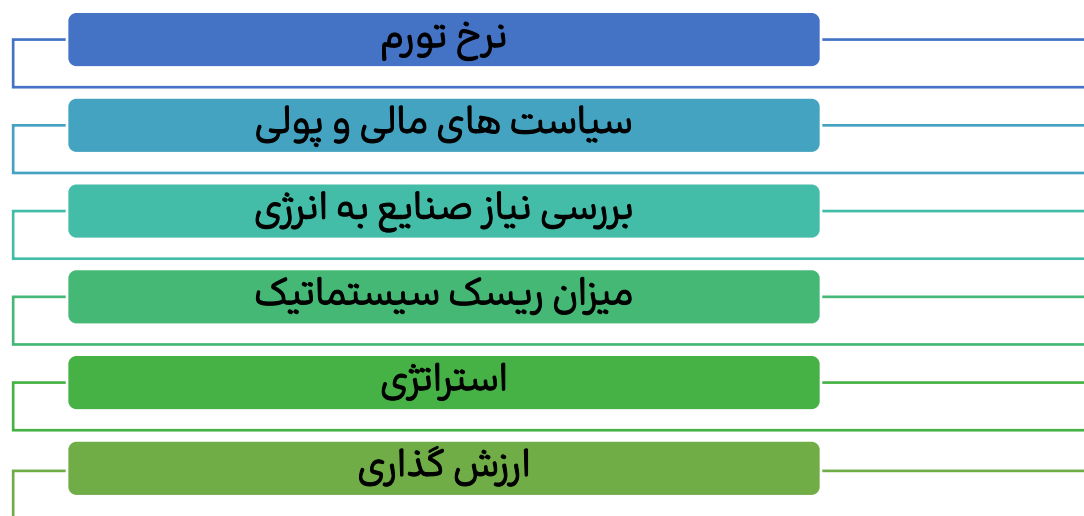 نرخ تورم
سیاست های مالی و پولی
بررسی نیاز صنایع به انرژی
میزان ریسک سیستماتیک
استراتژی
ارزش گذاری